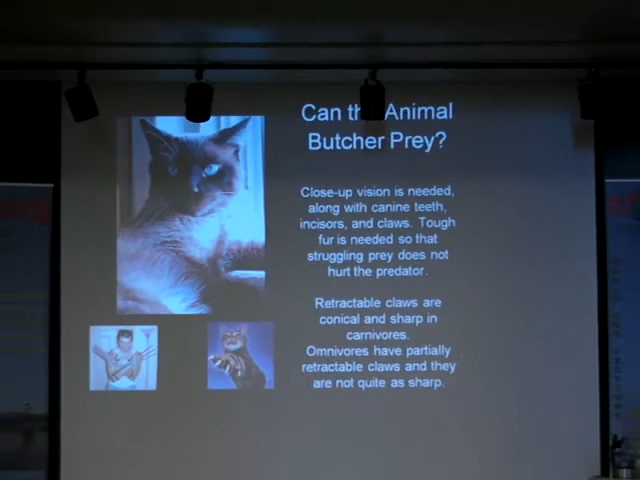 Can the Animal
Butcher Prey?
Close-up vision is needed,
along with canine teeth,
incisors, and claws. Tough
fur is needed so that
struggling prey does not
hurt the predator.
Retractable claws are
conical and sharp in
carnivores.
Omnivores have partially
retractable claws and they
are not quite as sharp.